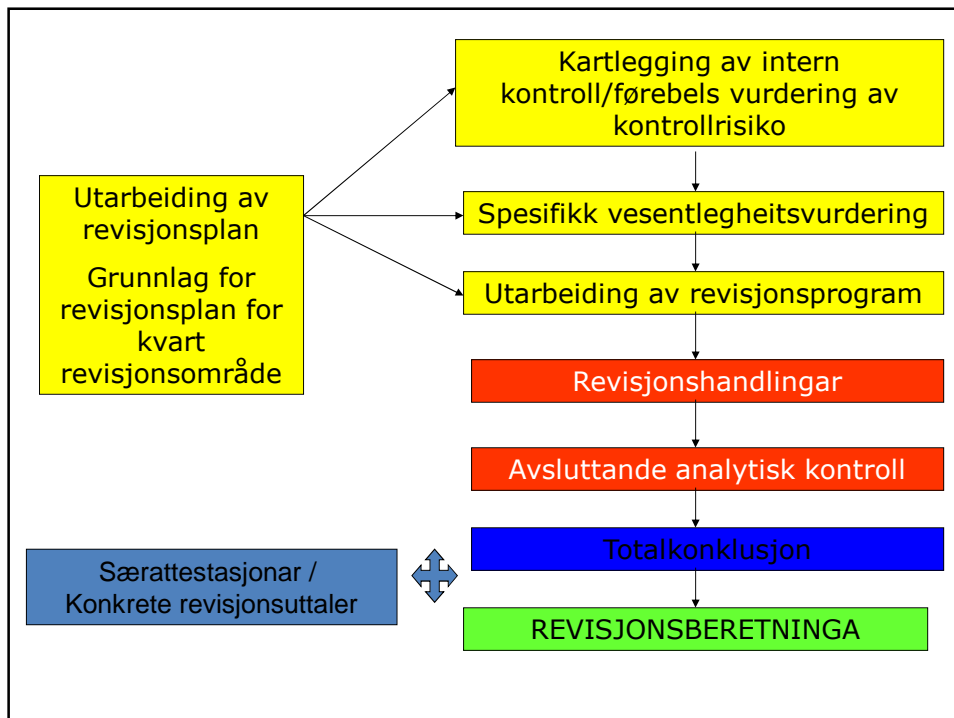 Kartlegging av intern
kontroll/førebels vurdering av
kontrollrisiko
Utarbeiding av
revisjonsplan
Grunnlag for
revisjonsplan for
kvart
revisjonsområde
Spesifikk vesentlegheitsvurdering
Utarbeiding av revisjonsprogram
Revisjonshandlingar
Avsluttande analytisk kontroll
Totalkonklusjon
Særattestasjonar /
Konkrete revisjonsuttaler
REVISJONSBERETNINGA